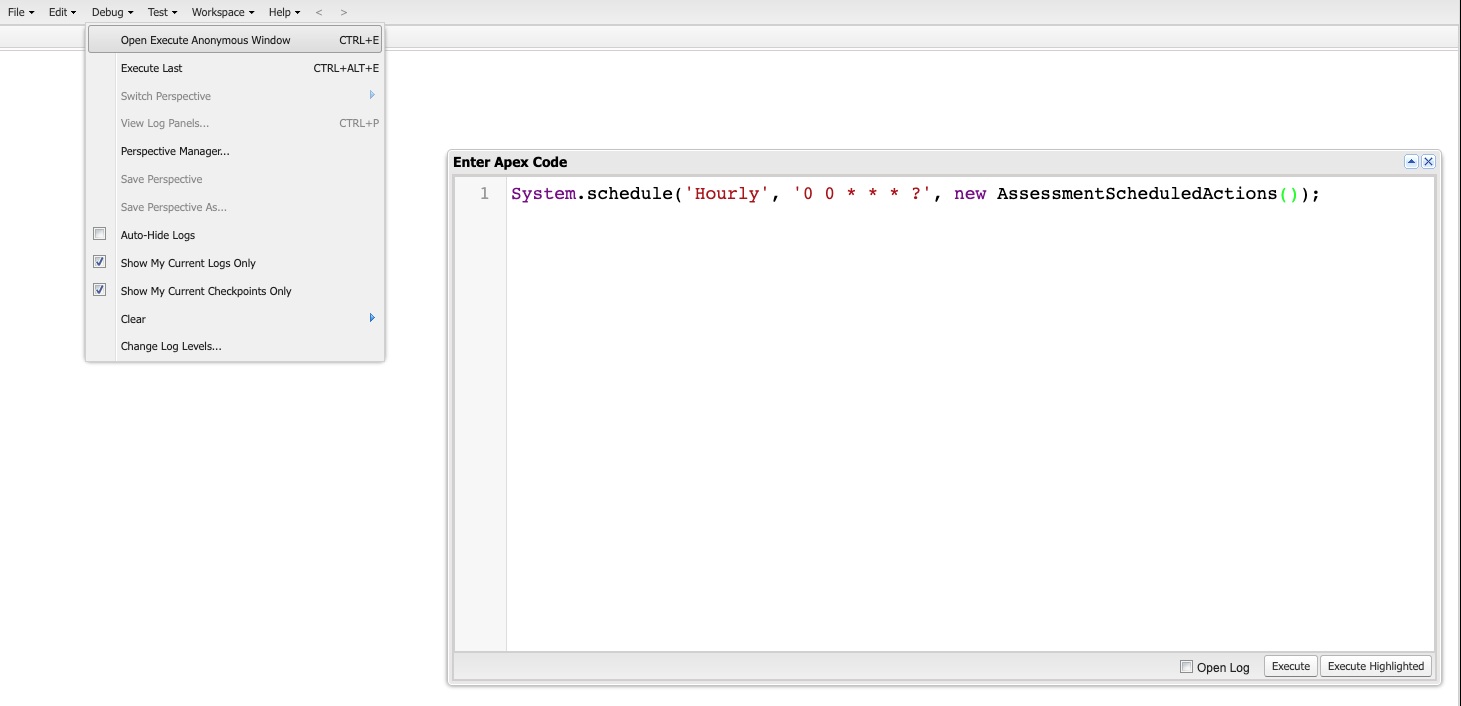 File Edit Debug Test Workspace Help < >
Open Execute Anonymous Window CTRL+E
Execute Last CTRL+ALT+E
Switch Perspective
View Log Panels... CTRL+P
Perspective Manager...
Save Perspective
Save Perspective As...
Auto-Hide Logs
Show My Current Logs Only
Show My Current Checkpoints Only
Clear
Change Log Levels...
Enter Apex Code
1 System.schedule('Hourly', '0 0 * * * ?', new AssessmentScheduledActions());
Open Log Execute Execute Highlighted